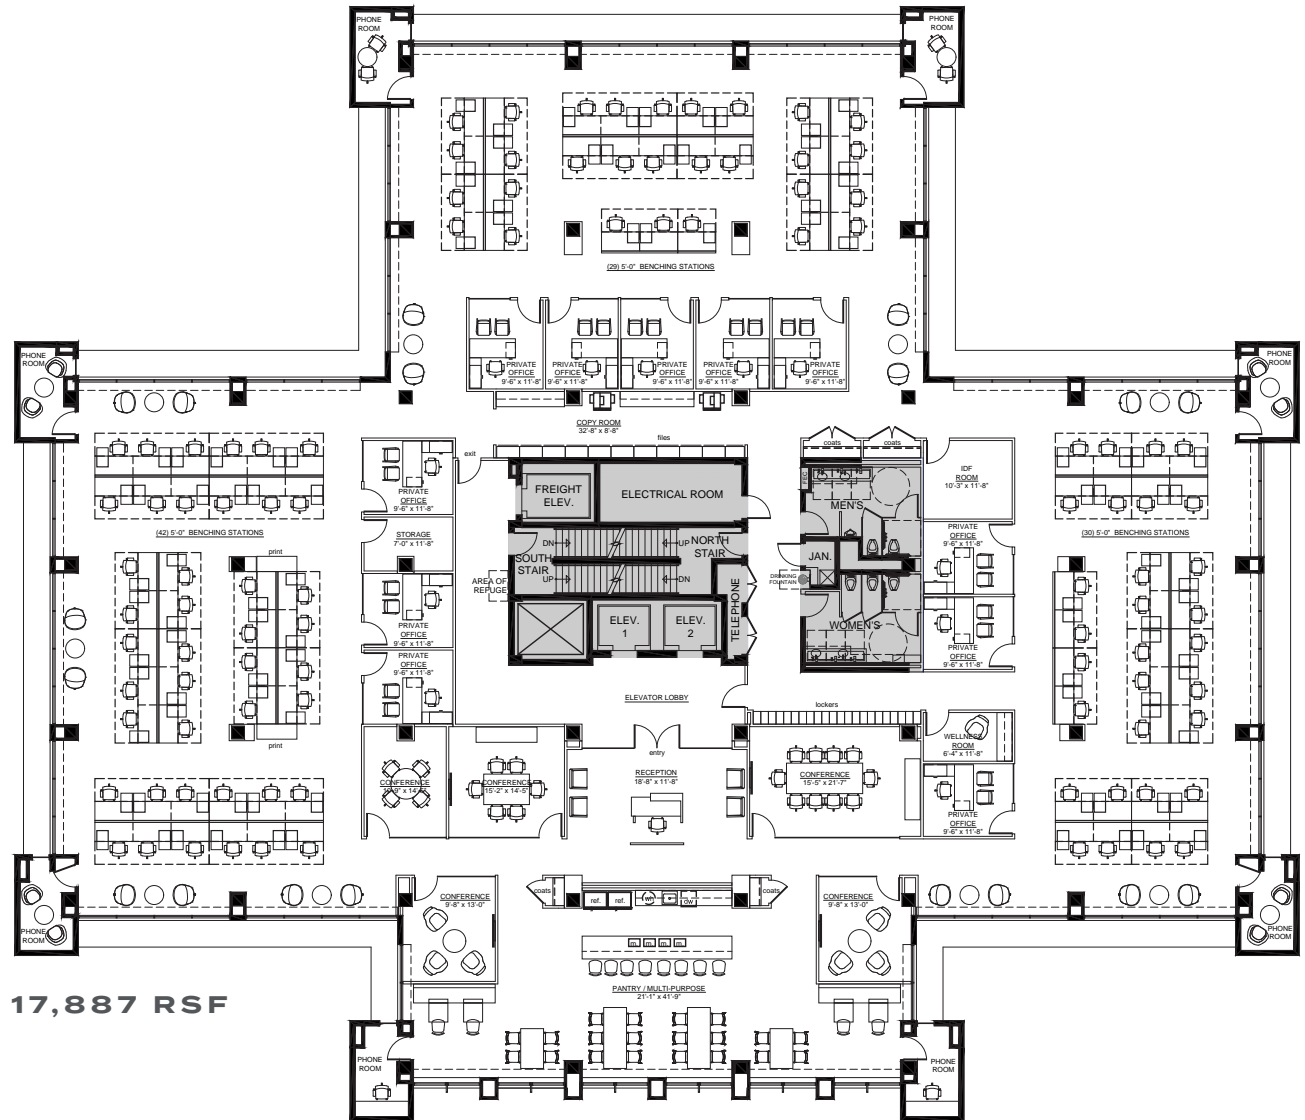 PHONE
ROOM
PHONE
ROOM
(29) 5'-0" BENCHING STATIONS
PRIVATE
OFFICE
9'-6" x 11'-8"
PRIVATE
OFFICE
9'-6" x 11'-8"
PRIVATE
OFFICE
9'-6" x 11'-8"
PRIVATE
OFFICE
9'-6" x 11'-8"
PRIVATE
OFFICE
9'-6" x 11'-8"
PHONE
ROOM
PHONE
ROOM
COPY ROOM
32'-8" x 8'-8"
files
coats
coats
exit
PRIVATE
OFFICE
9'-6" x 11'-8"
FREIGHT
ELEV.
ELECTRICAL ROOM
FEC
MEN'S
IDF
ROOM
10'-3" x 11'-8"
(42) 5'-0" BENCHING STATIONS
STORAGE
7'-0" x 11'-8"
DN
UP
NORTH
STAIR
SOUTH
STAIR
UP
DN
JAN.
PRIVATE
OFFICE
9'-6" x 11'-8"
(30) 5'-0" BENCHING STATIONS
print
AREA OF
REFUGE
DRINKING
FOUNTAIN
TELEPHONE
ELEV.
1
ELEV.
2
WOMEN'S
PRIVATE
OFFICE
9'-6" x 11'-8"
PRIVATE
OFFICE
9'-6" x 11'-8"
PRIVATE
OFFICE
9'-6" x 11'-8"
ELEVATOR LOBBY
lockers
print
entry
WELLNESS
ROOM
6'-4" x 11'-8"
CONFERENCE
CONFERENCE
15'-2" x 14'-5"
RECEPTION
18'-8" x 11'-8"
CONFERENCE
15'-5" x 21'-7"
PRIVATE
OFFICE
9'-6" x 11'-8"
PHONE
ROOM
coats
ref.
ref.
wh
dw
coats
CONFERENCE
9'-8" x 13'-0"
CONFERENCE
9'-8" x 13'-0"
PHONE
ROOM
m.
m.
m.
m.
PANTRY / MULTI-PURPOSE
21'-1" x 41'-9"
17,887 RSF
PHONE
ROOM
PHONE
ROOM